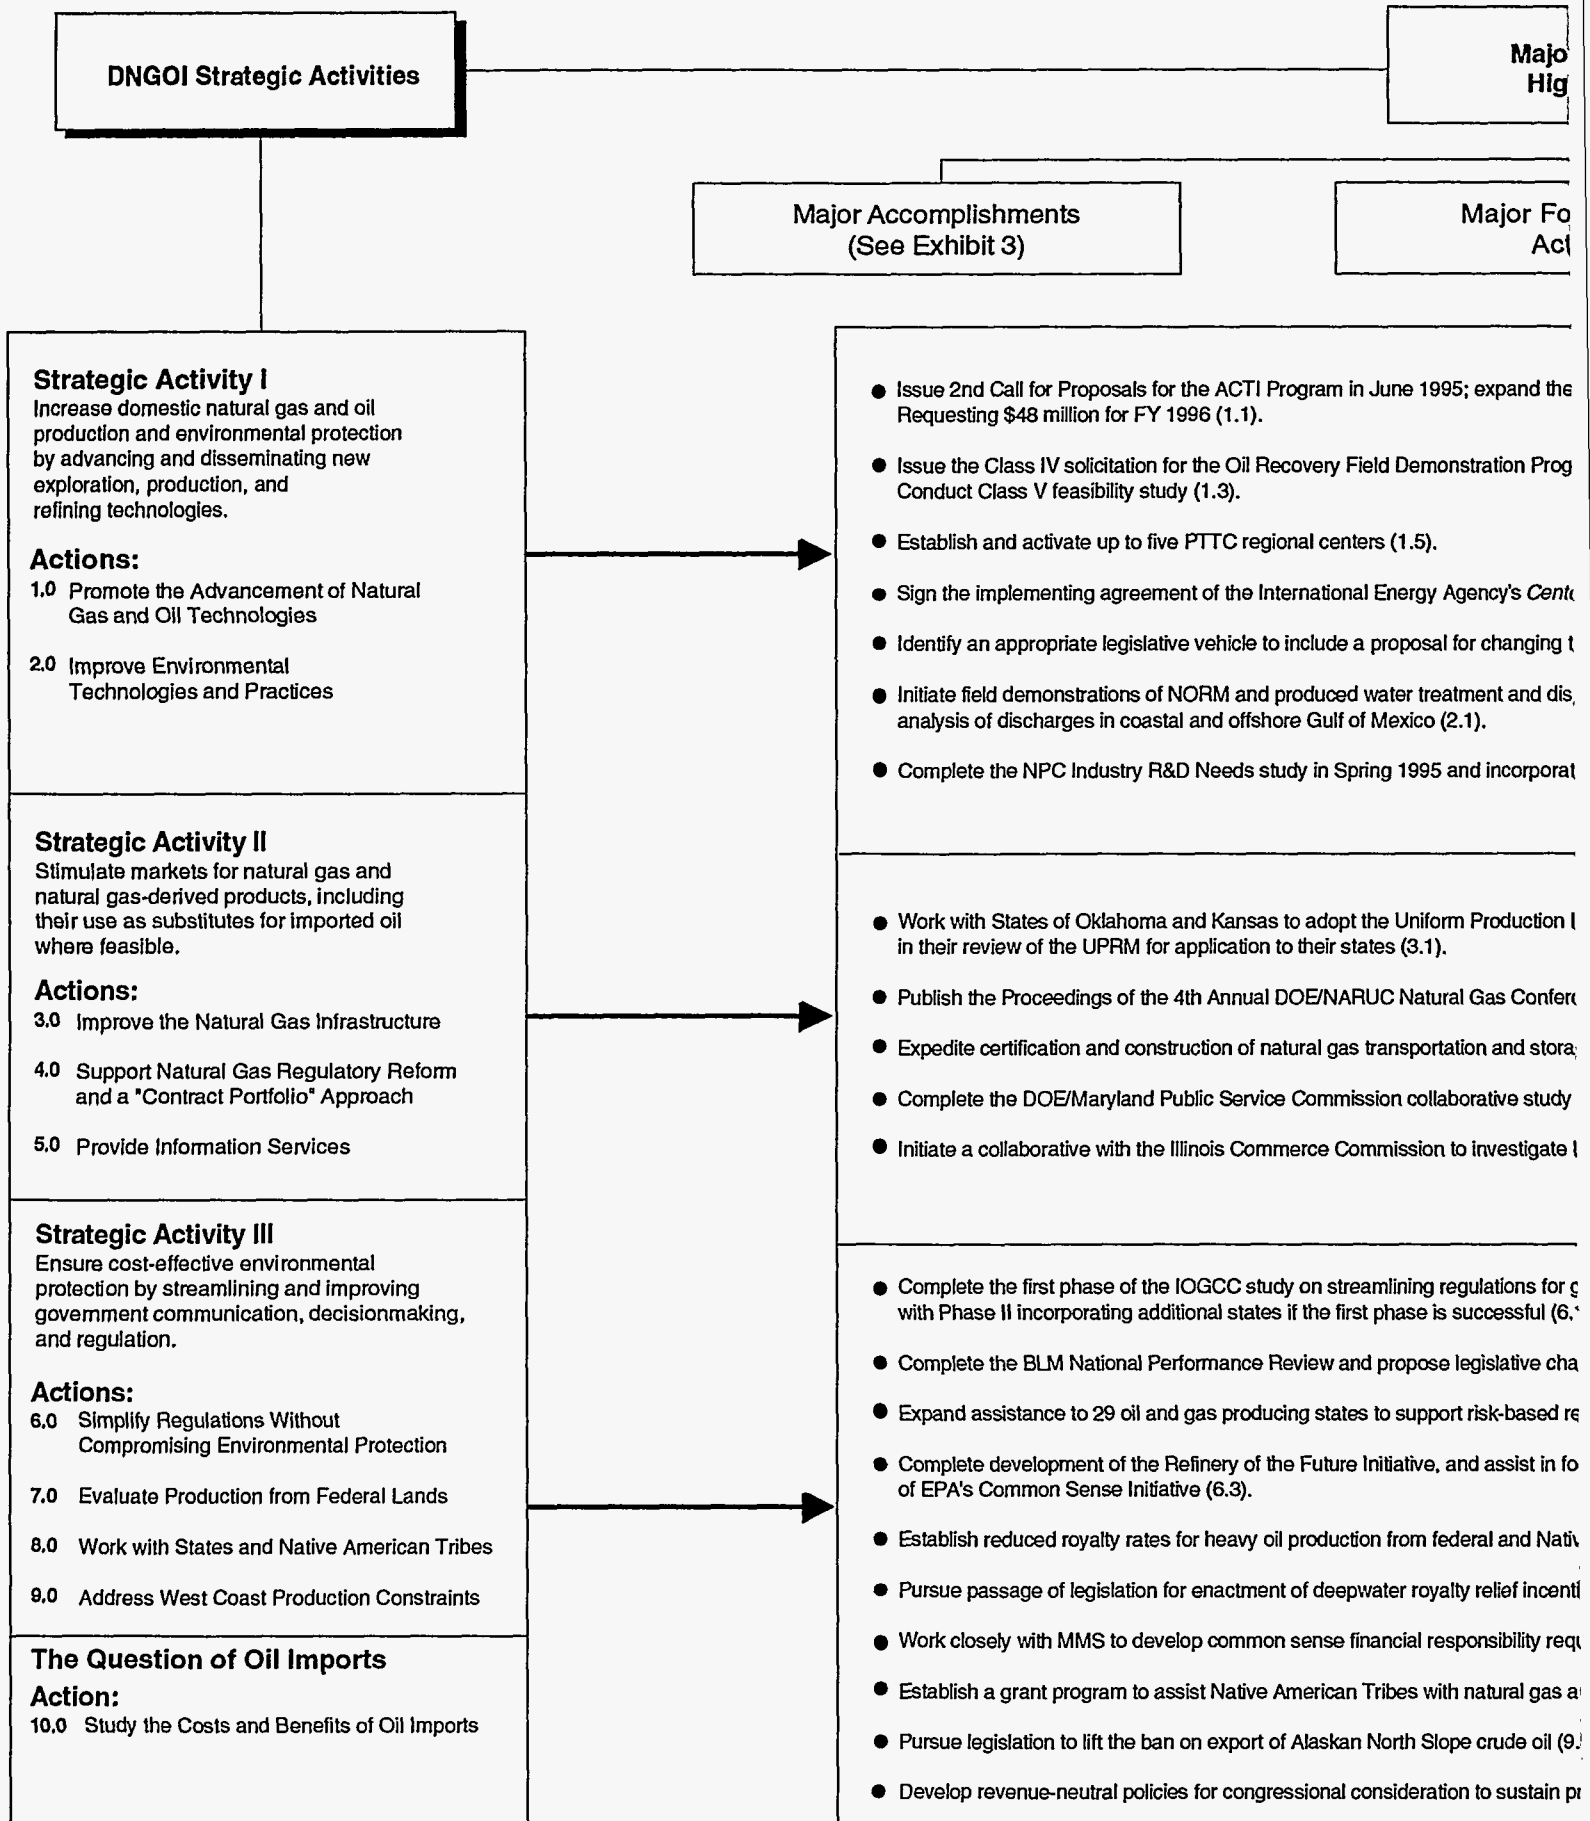 DNGOI Strategic Activities
Majo
Hig
Major Accomplishments
(See Exhibit 3)
Major Fo
Act
Strategic Activity I
Increase domestic natural gas and oil
production and environmental protection
by advancing and disseminating new
exploration, production, and
refining technologies.
Actions:
1.0 Promote the Advancement of Natural
Gas and Oil Technologies
2.0 Improve Environmental
Technologies and Practices
● Issue 2nd Call for Proposals for the ACTI Program in June 1995; expand the
Requesting $48 million for FY 1996 (1.1).
● Issue the Class IV solicitation for the Oil Recovery Field Demonstration Prog
Conduct Class V feasibility study (1.3).
● Establish and activate up to five PTTC regional centers (1.5).
● Sign the implementing agreement of the International Energy Agency's Cente
● Identify an appropriate legislative vehicle to include a proposal for changing t
● Initiate field demonstrations of NORM and produced water treatment and dis
analysis of discharges in coastal and offshore Gulf of Mexico (2.1).
● Complete the NPC Industry R&D Needs study in Spring 1995 and incorporat
Strategic Activity II
Stimulate markets for natural gas and
natural gas-derived products, including
their use as substitutes for imported oil
where feasible.
Actions:
3.0 Improve the Natural Gas Infrastructure
4.0 Support Natural Gas Regulatory Reform
and a "Contract Portfolio" Approach
5.0 Provide Information Services
● Work with States of Oklahoma and Kansas to adopt the Uniform Production
in their review of the UPRM for application to their states (3.1).
● Publish the Proceedings of the 4th Annual DOE/NARUC Natural Gas Confere
● Expedite certification and construction of natural gas transportation and stora
● Complete the DOE/Maryland Public Service Commission collaborative study
● Initiate a collaborative with the Illinois Commerce Commission to investigate
Strategic Activity III
Ensure cost-effective environmental
protection by streamlining and improving
government communication, decisionmaking,
and regulation.
Actions:
6.0 Simplify Regulations Without
Compromising Environmental Protection
7.0 Evaluate Production from Federal Lands
8.0 Work with States and Native American Tribes
9.0 Address West Coast Production Constraints
The Question of Oil Imports
Action:
10.0 Study the Costs and Benefits of Oil Imports
● Complete the first phase of the IOGCC study on streamlining regulations for g
with Phase II incorporating additional states if the first phase is successful (6.
● Complete the BLM National Performance Review and propose legislative cha
● Expand assistance to 29 oil and gas producing states to support risk-based re
● Complete development of the Refinery of the Future Initiative, and assist in fo
of EPA's Common Sense Initiative (6.3).
● Establish reduced royalty rates for heavy oil production from federal and Nativ
● Pursue passage of legislation for enactment of deepwater royalty relief incenti
● Work closely with MMS to develop common sense financial responsibility requ
● Establish a grant program to assist Native American Tribes with natural gas a
● Pursue legislation to lift the ban on export of Alaskan North Slope crude oil (9.
● Develop revenue-neutral policies for congressional consideration to sustain pr